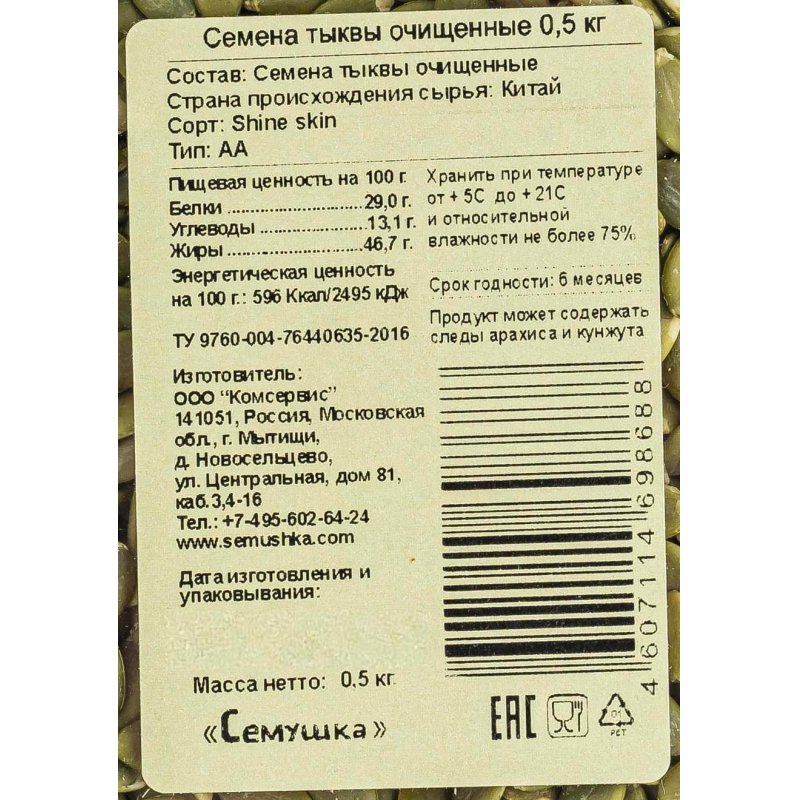 Семена тыквы очищенные 0,5 кг
Состав: Семена тыквы очищенные
Страна происхождения сырья: Китай
Сорт: Shine skin
Тип: АА
Пищевая ценность на 100 г.
Белки ......................29,0 г.
Углеводы .................13,1 г.
Жиры .......................46,7 г.
Энергетическая ценность
на 100 г.: 596 Ккал/2495 кДж
ТУ 9760-004-76440635-2016
Хранить при температуре
от + 5С до + 21С
и относительной
влажности не более 75%
Срок годности: 6 месяцев
Продукт может содержать
следы арахиса и кунжута
Изготовитель:
ООО "Комсервис"
141051, Россия, Московская
обл., г. Мытищи,
д. Новосельцево,
ул. Центральная, дом 81,
каб.3,4-16
Тел.: +7-495-602-64-24
www.semushka.com
Дата изготовления и
упаковывания:
4 607114 698688
Масса нетто: 0,5 кг
«Семушка»
EAC
01
PET